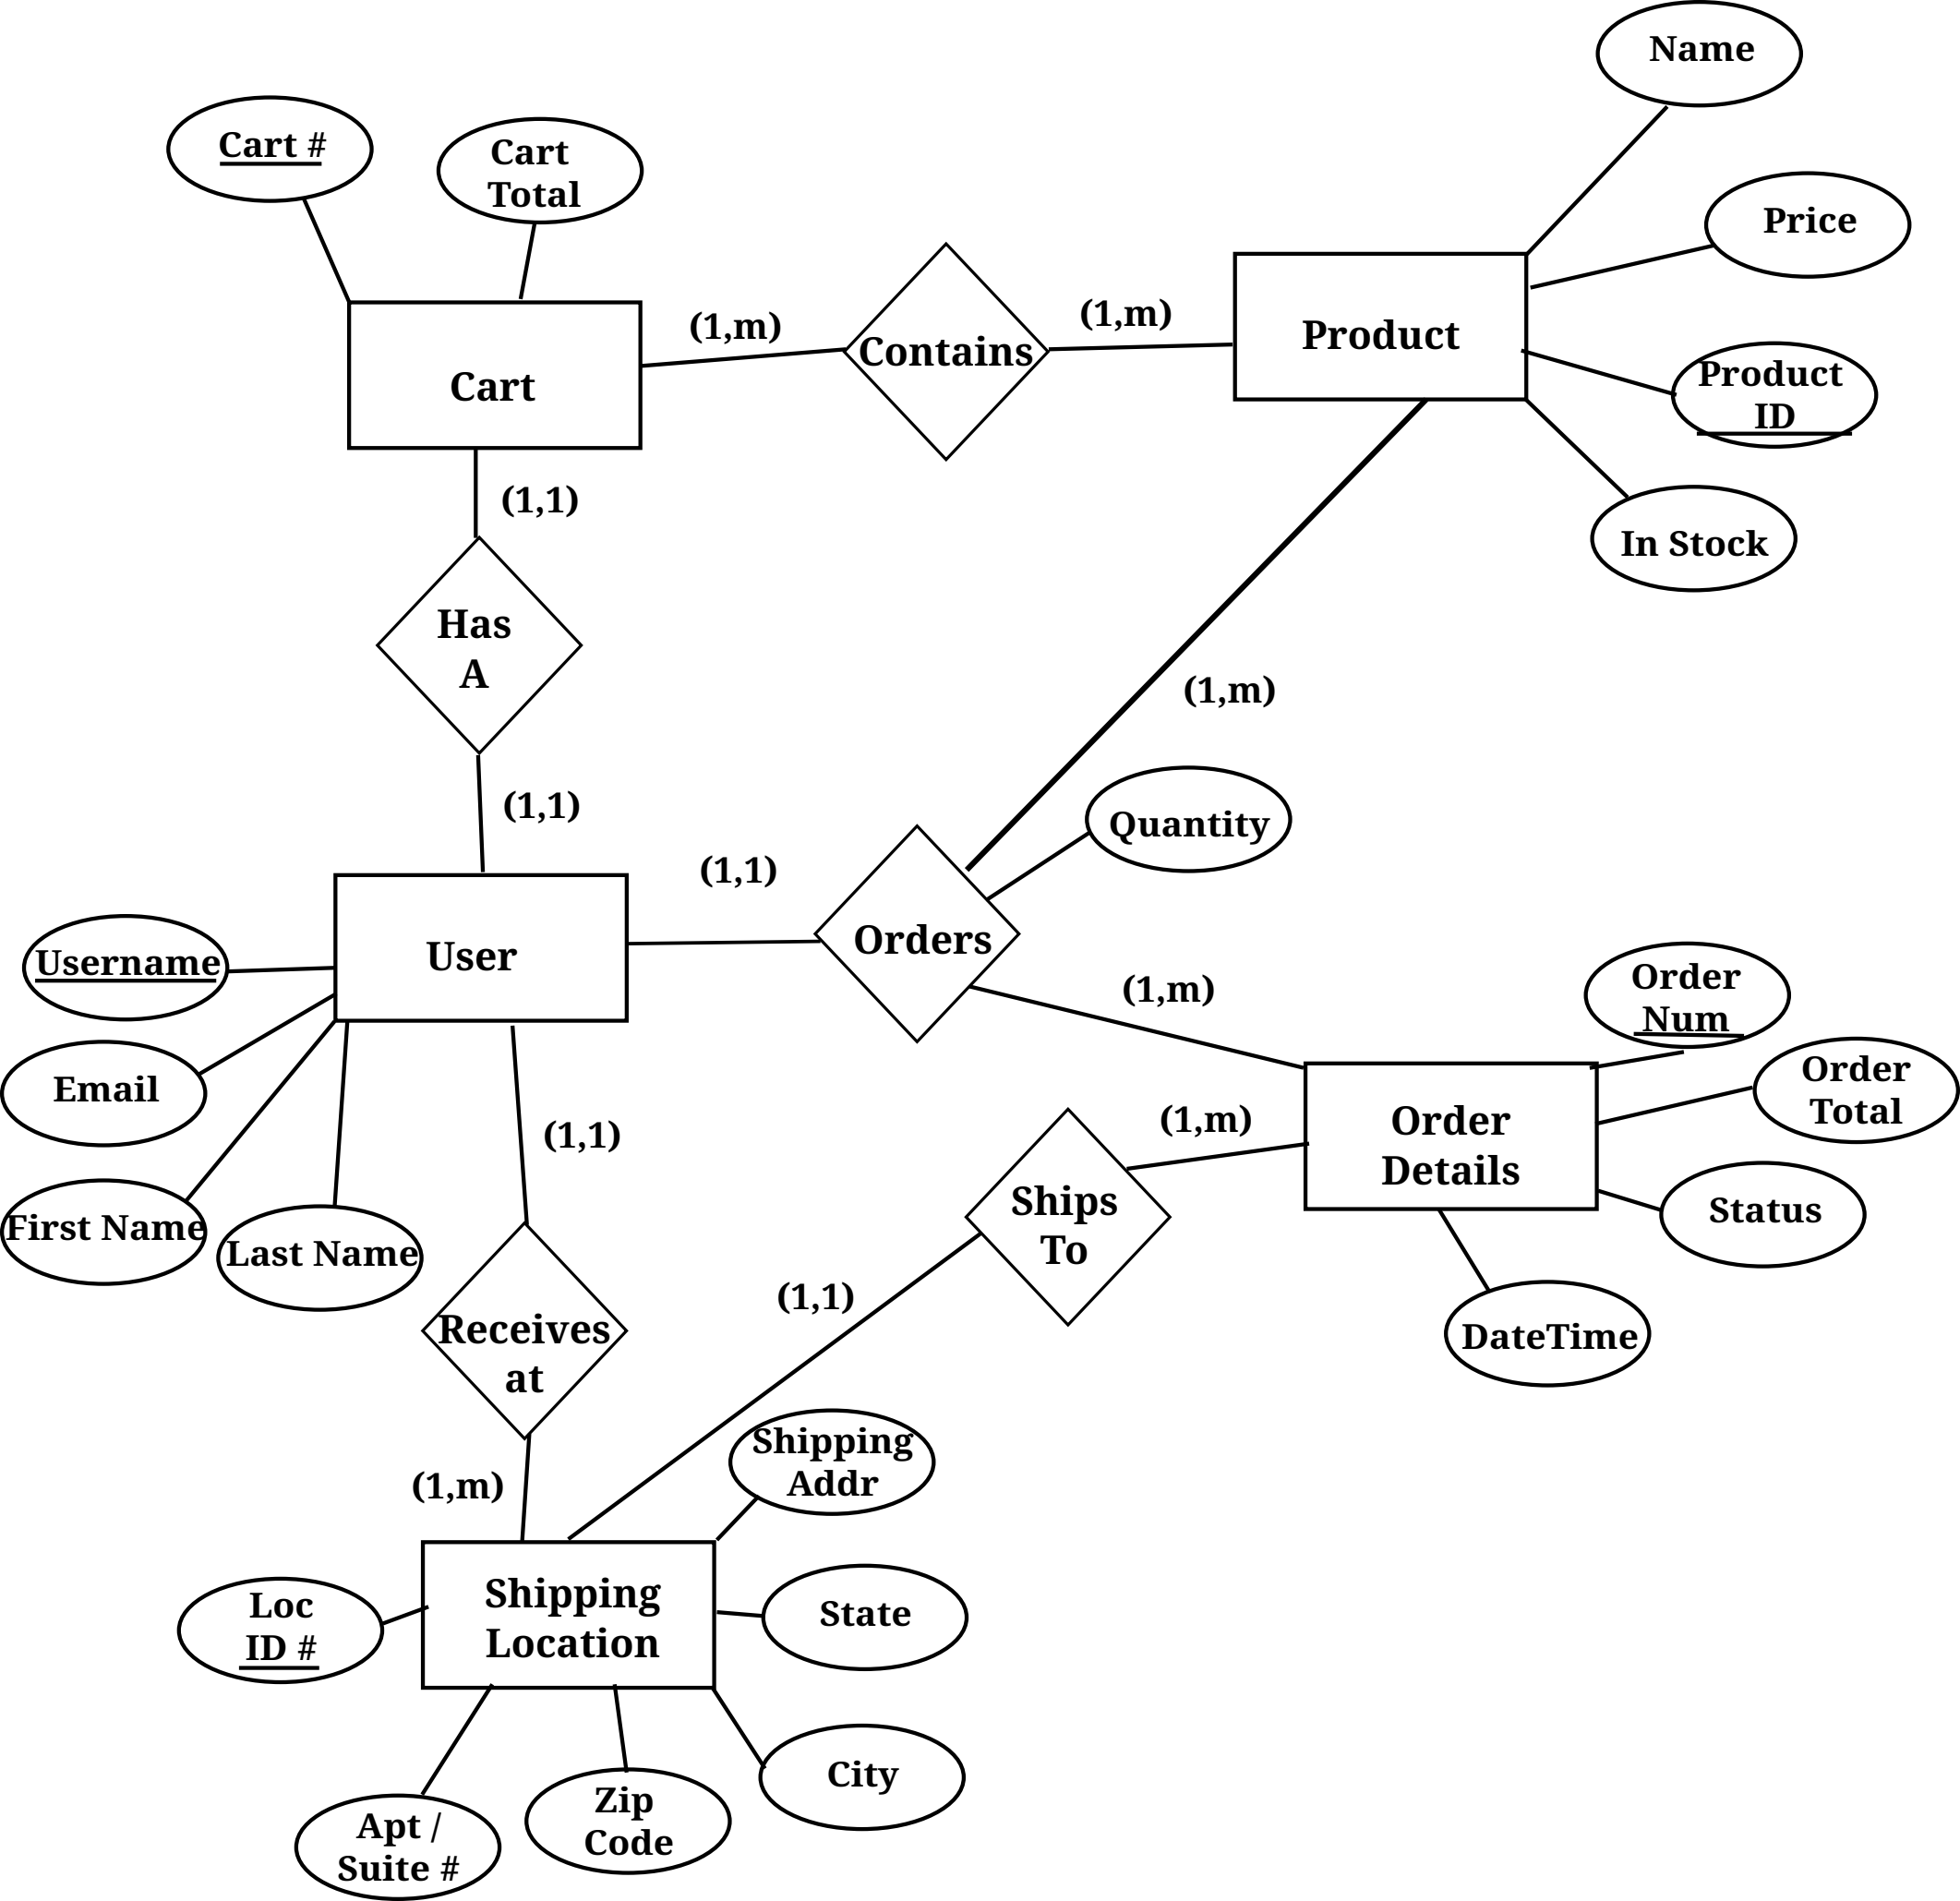 Name
Cart #
Cart
Total
Price
(1,m)
(1,m)
Contains
Product
Cart
Product
ID
(1,1)
In Stock
Has
A
(1,m)
(1,1)
Quantity
(1,1)
User
Orders
Username
(1,m)
Order
Num
Email
Order
Total
(1,1)
(1,m)
Order
Details
Ships
To
Status
First Name
Last Name
(1,1)
Receives
at
DateTime
Shipping
Addr
(1,m)
Loc
ID #
Shipping
Location
State
City
Zip
Code
Apt /
Suite #